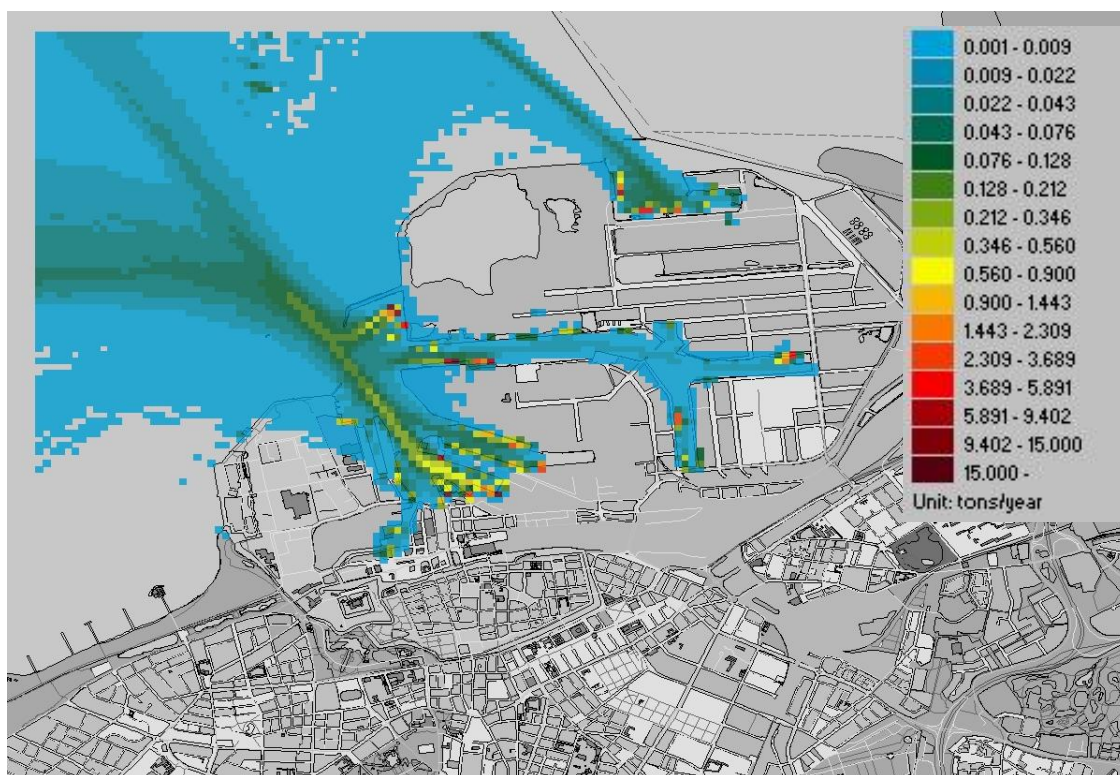 0.001 - 0.009
0.009 - 0.022
0.022 - 0.043
0.043 - 0.076
0.076 - 0.128
0.128 - 0.212
0.212 - 0.346
0.346 - 0.560
0.560 - 0.900
0.900 - 1.443
1.443 - 2.309
2.309 - 3.689
3.689 - 5.891
5.891 - 9.402
9.402 - 15.000
15.000 -
Unit: tons/year